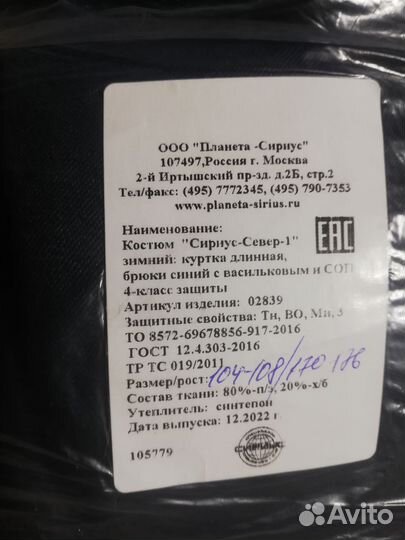 ООО "Планета -Сириус"
107497,Россия г. Москва
2-й Иртышский пр-зд. д.2Б, стр.2
Тел/факс: (495) 7772345, (495) 790-7353
www.planeta-sirius.ru
Наименование:
Костюм "Сириус-Север-1"
зимний: куртка длинная,
брюки синий с васильковым и СОП
4-класс защиты
ЕАС
Артикул изделия: 02839
Защитные свойства: Тн, ВО, Ми, З
ТО 8572-69678856-917-2016
ГОСТ 12.4.303-2016
ТР ТС 019/2011
Размер/рост: 104-108/170,176
Состав ткани: 80%-п/э, 20%-х/б
Утеплитель: синтепон
Дата выпуска: 12.2022 г.
105779
Avito